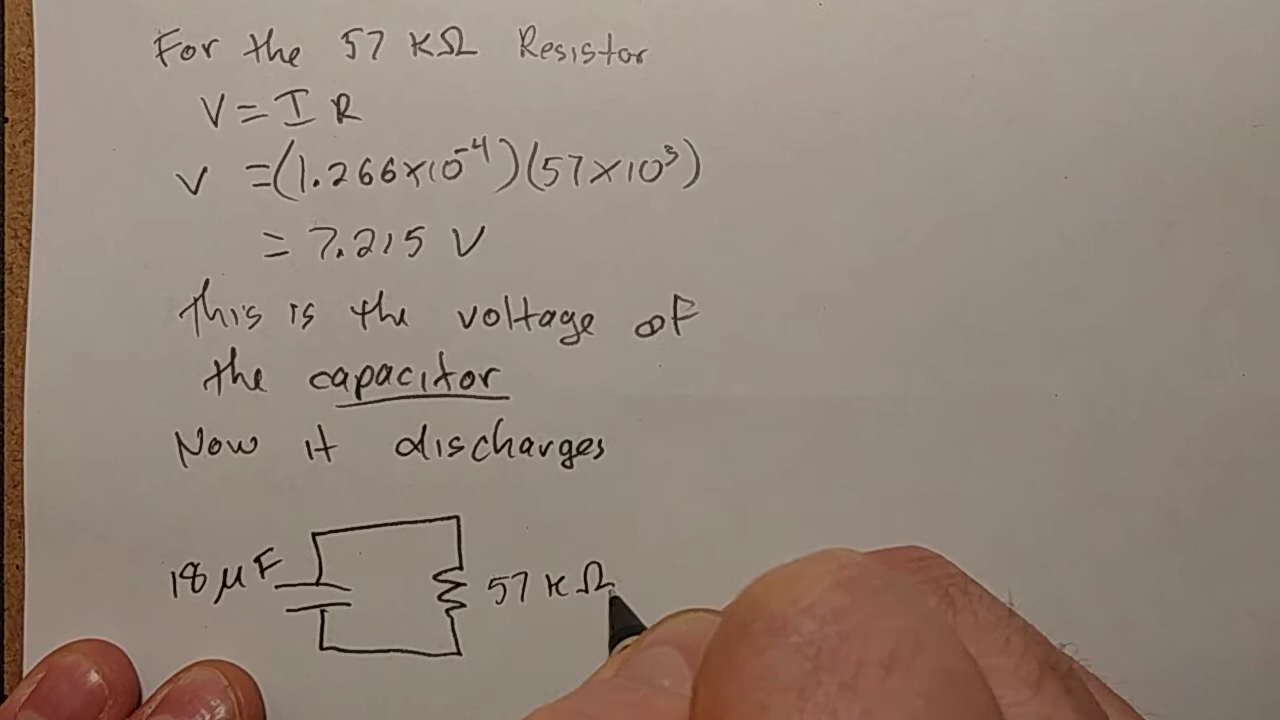 For the 57 KΩ Resistor
V = I R
V = (1.266×10⁻⁴)(57×10³)
= 7.215 V
this is the voltage of
the capacitor
Now it discharges
18 μF 57 KΩ